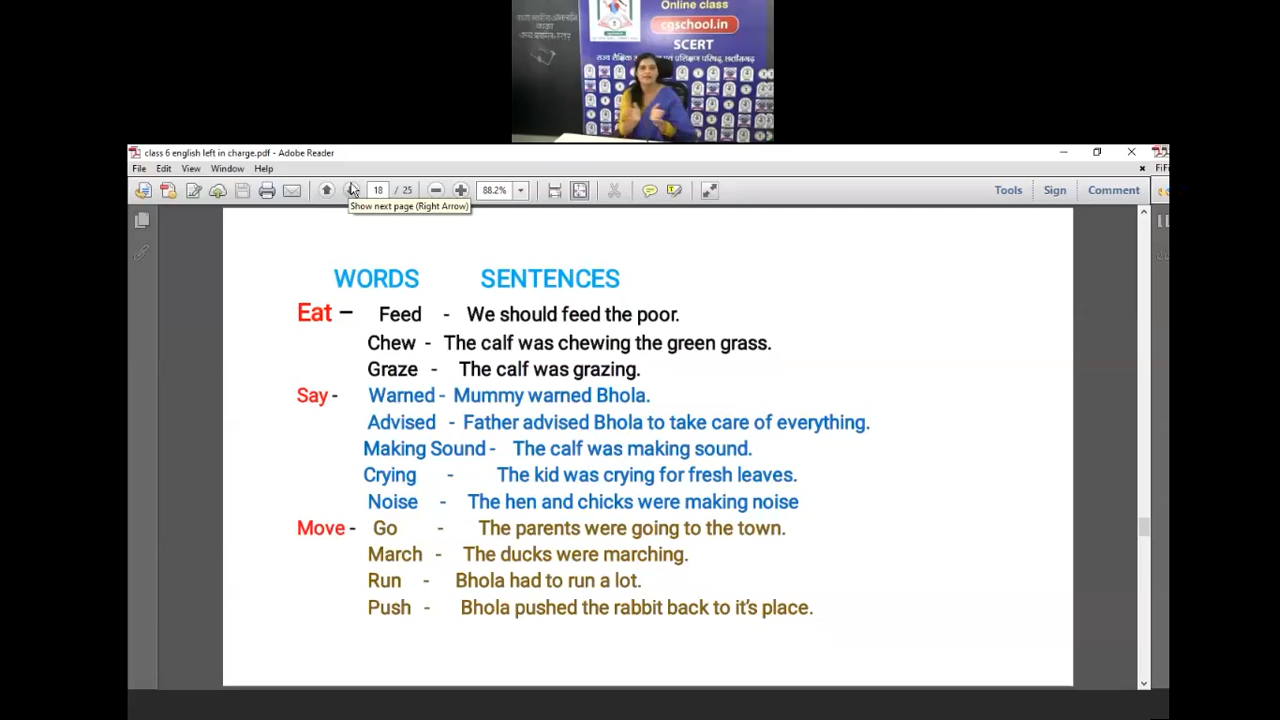 Online class
cgschool.in
SCERT
class 6 english left in charge.pdf - Adobe Reader
File Edit View Window Help
18 / 25 88.2% Tools Sign Comment
Show next page (Right Arrow)
WORDS SENTENCES
Eat – Feed - We should feed the poor.
Chew - The calf was chewing the green grass.
Graze - The calf was grazing.
Say - Warned - Mummy warned Bhola.
Advised - Father advised Bhola to take care of everything.
Making Sound - The calf was making sound.
Crying - The kid was crying for fresh leaves.
Noise - The hen and chicks were making noise
Move - Go - The parents were going to the town.
March - The ducks were marching.
Run - Bhola had to run a lot.
Push - Bhola pushed the rabbit back to it's place.